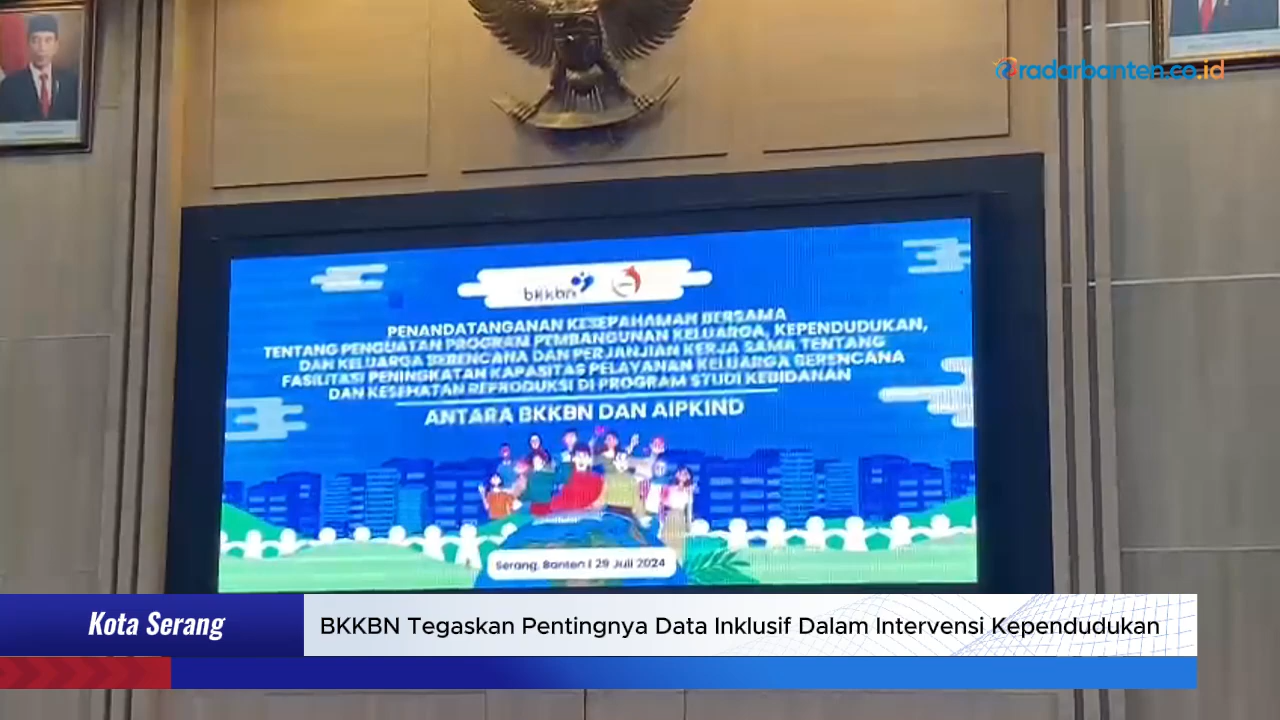 radarbanten.co.id
bkkbn
PENANDATANGANAN KESEPAHAMAN BERSAMA
TENTANG PENGUATAN PROGRAM PEMBANGUNAN KELUARGA, KEPENDUDUKAN,
DAN KELUARGA BERENCANA DAN PERJANJIAN KERJA SAMA TENTANG
FASILITASI PENINGKATAN KAPASITAS PELAYANAN KELUARGA BERENCANA
DAN KESEHATAN REPRODUKSI DI PROGRAM STUDI KEBIDANAN
ANTARA BKKBN DAN AIPKIND
Serang, Banten | 29 Juli 2024
Kota Serang
BKKBN Tegaskan Pentingnya Data Inklusif Dalam Intervensi Kependudukan